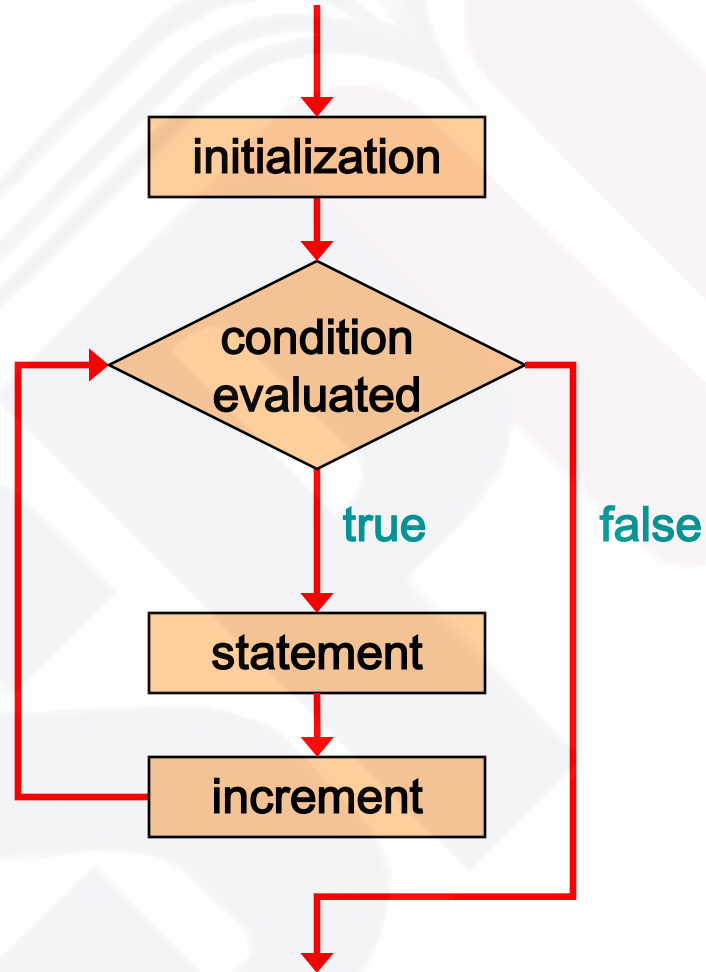 initialization
condition
evaluated
true
false
statement
increment